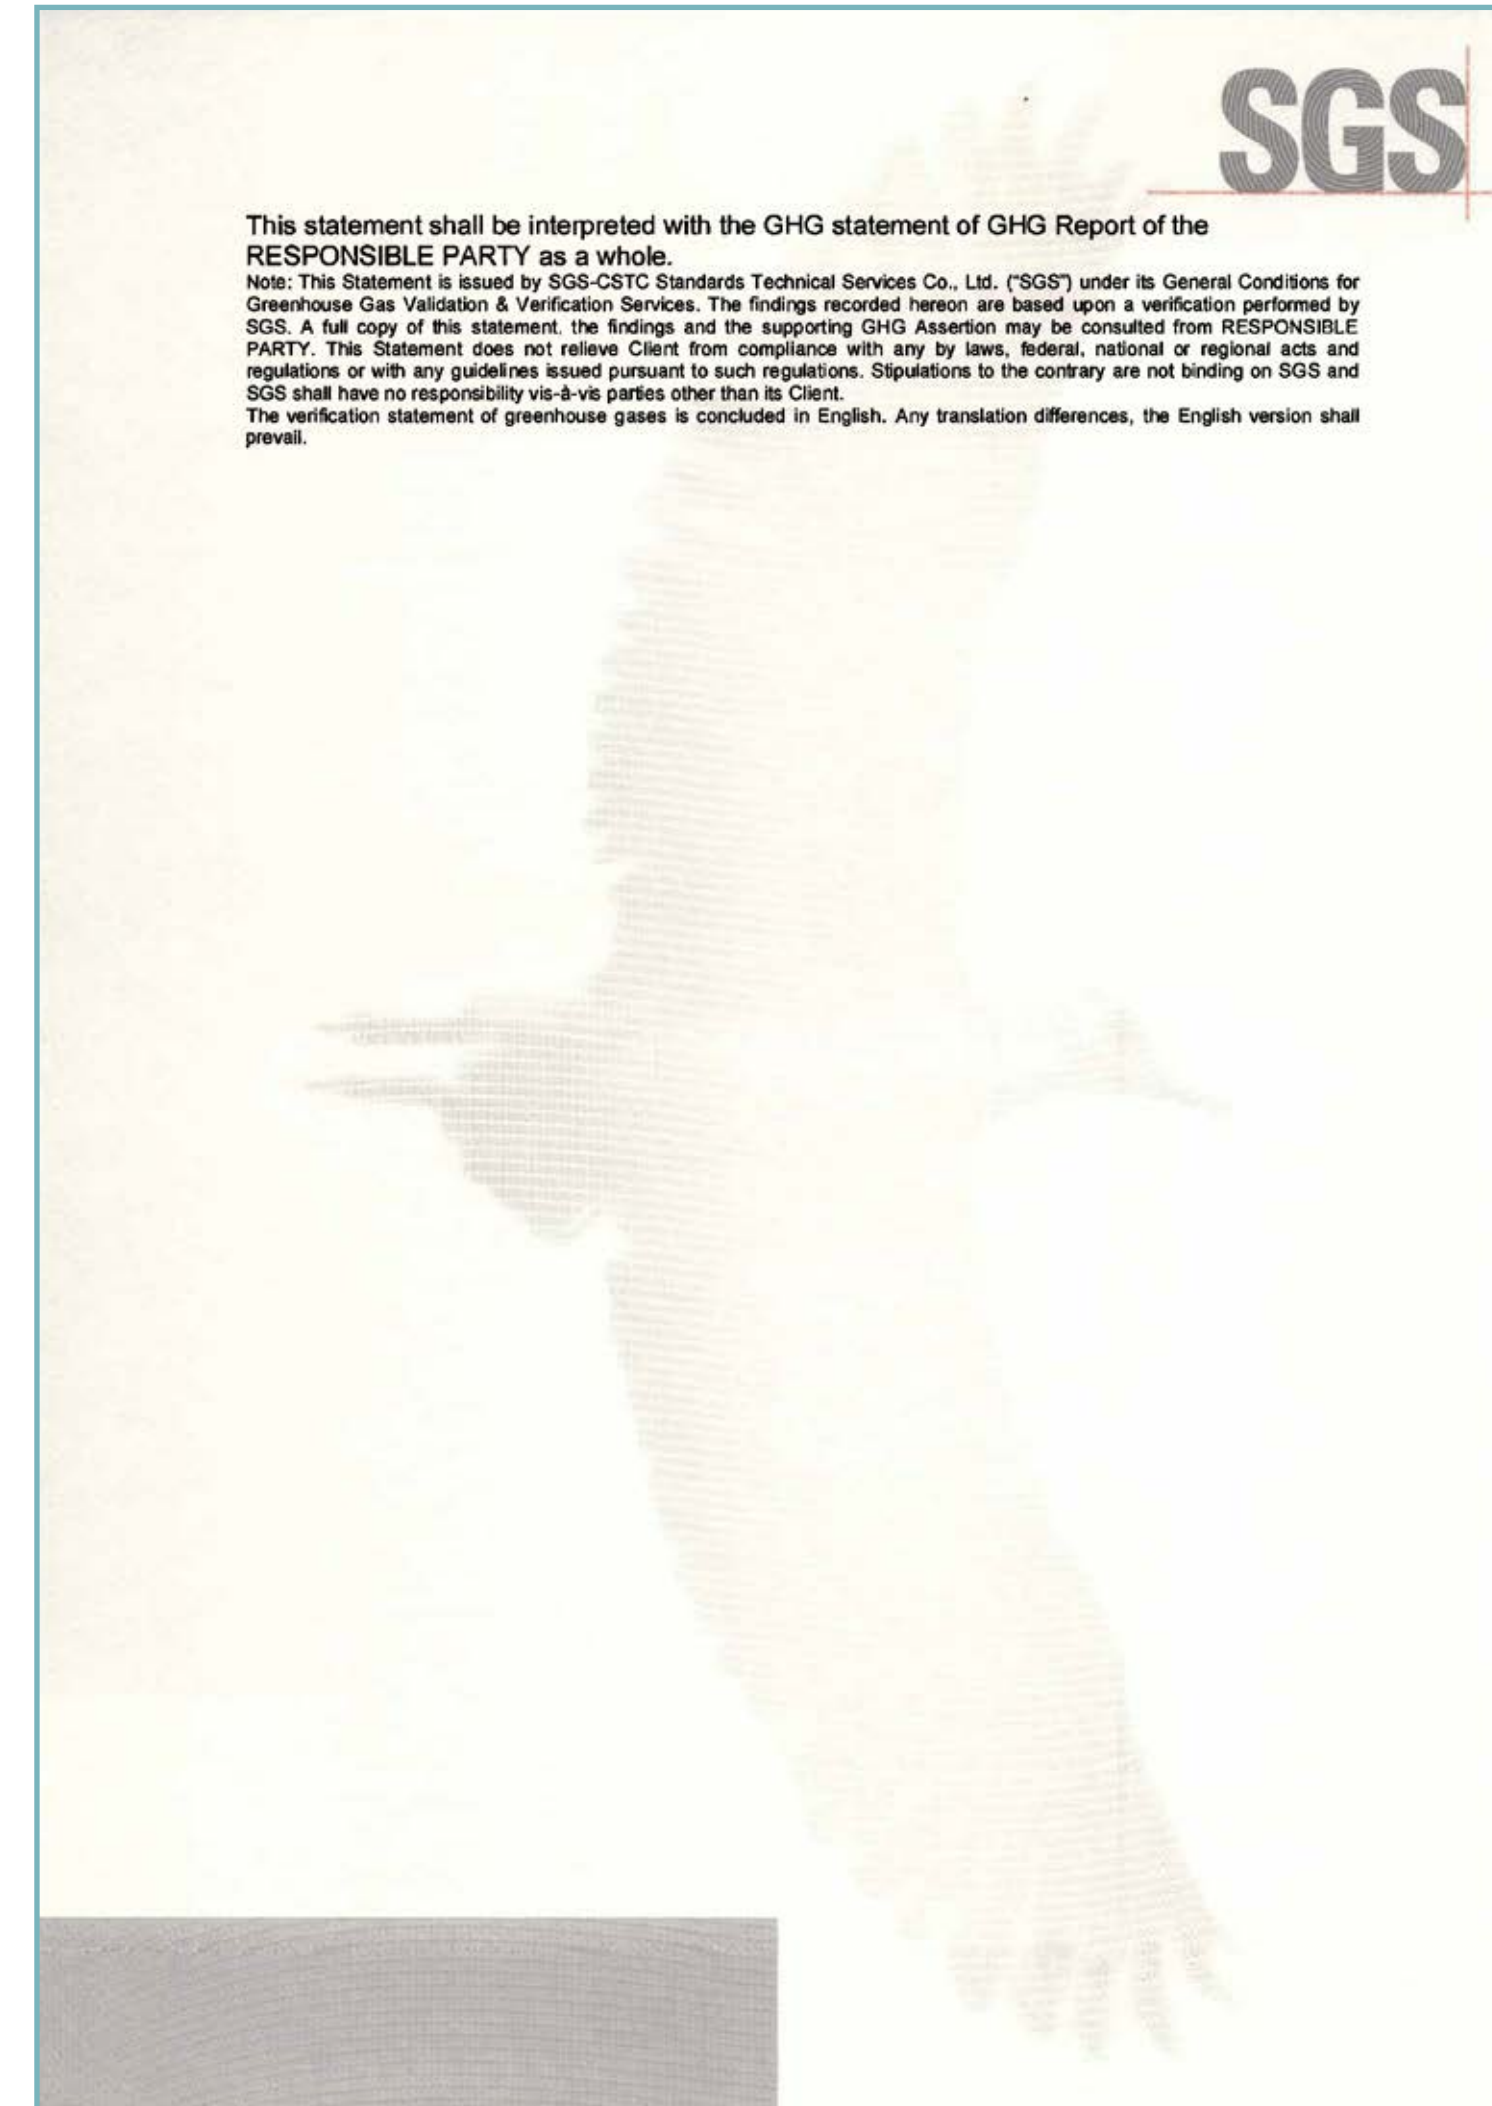 SGS
This statement shall be interpreted with the GHG statement of GHG Report of the
RESPONSIBLE PARTY as a whole.
Note: This Statement is issued by SGS-CSTC Standards Technical Services Co., Ltd. ("SGS") under its General Conditions for
Greenhouse Gas Validation & Verification Services. The findings recorded hereon are based upon a verification performed by
SGS. A full copy of this statement, the findings and the supporting GHG Assertion may be consulted from RESPONSIBLE
PARTY. This Statement does not relieve Client from compliance with any by laws, federal, national or regional acts and
regulations or with any guidelines issued pursuant to such regulations. Stipulations to the contrary are not binding on SGS and
SGS shall have no responsibility vis-à-vis parties other than its Client.
The verification statement of greenhouse gases is concluded in English. Any translation differences, the English version shall
prevail.